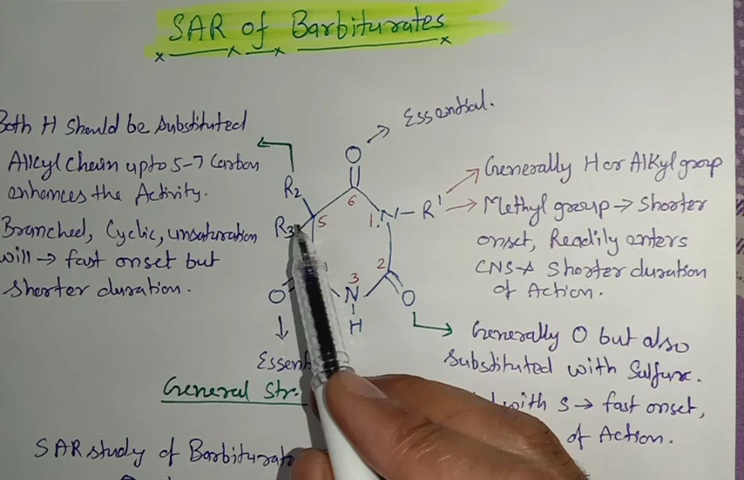 SAR of Barbiturates
Both H should be substituted
Alkyl chain upto 5-7 Carbon
enhances the Activity.
Branched, Cyclic, unsaturation
will → fast onset but
shorter duration.
Essential.
O
R2
6
R3
5
1
N
R'
Generally H or Alkyl group
Methyl group → Shorter
onset, Readily enters
CNS → Shorter duration
of Action.
2
3
O
N
O
H
Generally O but also
substituted with Sulfur.
with S → fast onset,
of Action.
General Str.
SAR study of